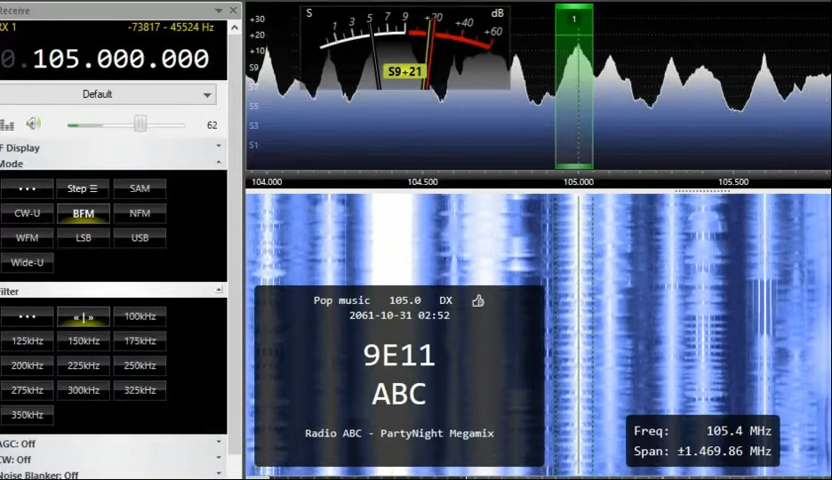 Receive
RX 1 -73817 - 45524 Hz
0.105.000.000
Default
62
F Display
Mode
••• Step ☰ SAM
CW-U BFM NFM
WFM LSB USB
Wide-U
Filter
••• «|» 100kHz
125kHz 150kHz 175kHz
200kHz 225kHz 250kHz
275kHz 300kHz 325kHz
350kHz
AGC: Off
CW: Off
Noise Blanker: Off
+30
+20
+10
S9
S5
S3
S1
S 1 3 5 7 9 +20 +40 +60 dB
S9+21
1
104.000 104.500 105.000 105.500
Pop music 105.0 DX
2061-10-31 02:52
9E11
ABC
Radio ABC - PartyNight Megamix
Freq: 105.4 MHz
Span: ±1.469.86 MHz